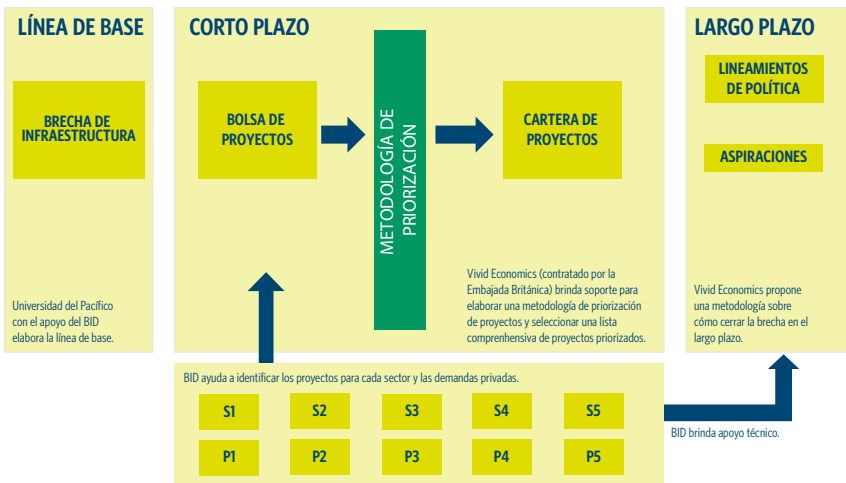 LÍNEA DE BASE
BRECHA DE
INFRAESTRUCTURA
Universidad del Pacífico
con el apoyo del BID
elabora la línea de base.
CORTO PLAZO
BOLSA DE
PROYECTOS
METODOLOGÍA DE
PRIORIZACIÓN
CARTERA DE
PROYECTOS
Vivid Economics (contratado por la
Embajada Británica) brinda soporte para
elaborar una metodología de priorización
de proyectos y seleccionar una lista
comprehensiva de proyectos priorizados.
LARGO PLAZO
LINEAMIENTOS
DE POLÍTICA
ASPIRACIONES
Vivid Economics propone
una metodología sobre
cómo cerrar la brecha en el
largo plazo.
BID ayuda a identificar los proyectos para cada sector y las demandas privadas.
S1 S2 S3 S4 S5
P1 P2 P3 P4 P5
BID brinda apoyo técnico.